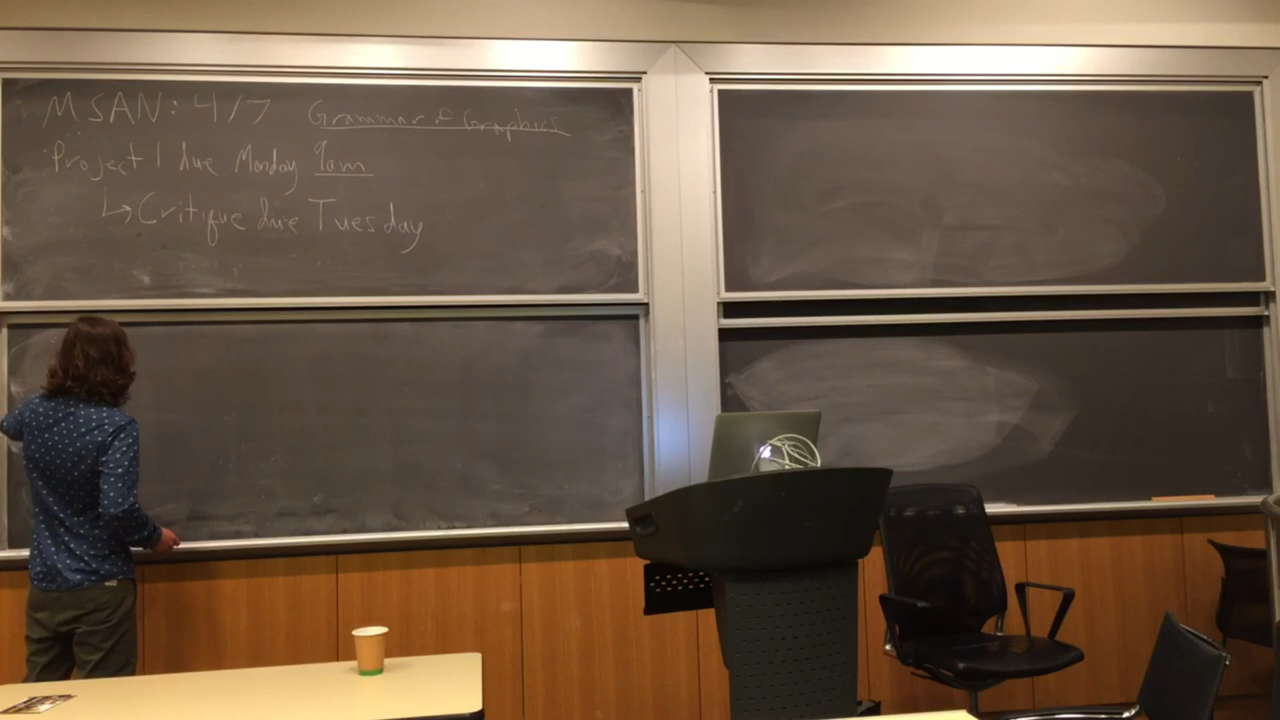 MSAN: 4/7 Grammar of Graphics
Project 1 due Monday 9am
↳ Critique due Tuesday